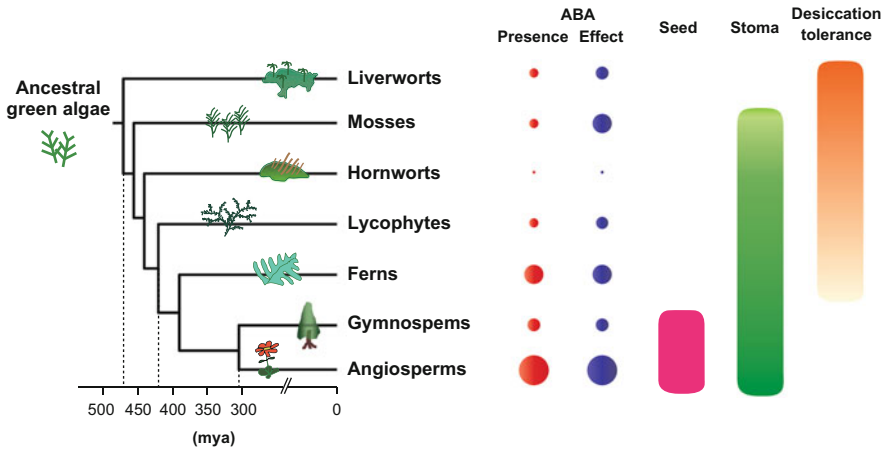 Ancestral
green algae
Liverworts
Mosses
Hornworts
Lycophytes
Ferns
Gymnospems
Angiosperms
500 450 400 350 300 0
(mya)
ABA
Presence Effect
Seed
Stoma
Desiccation
tolerance